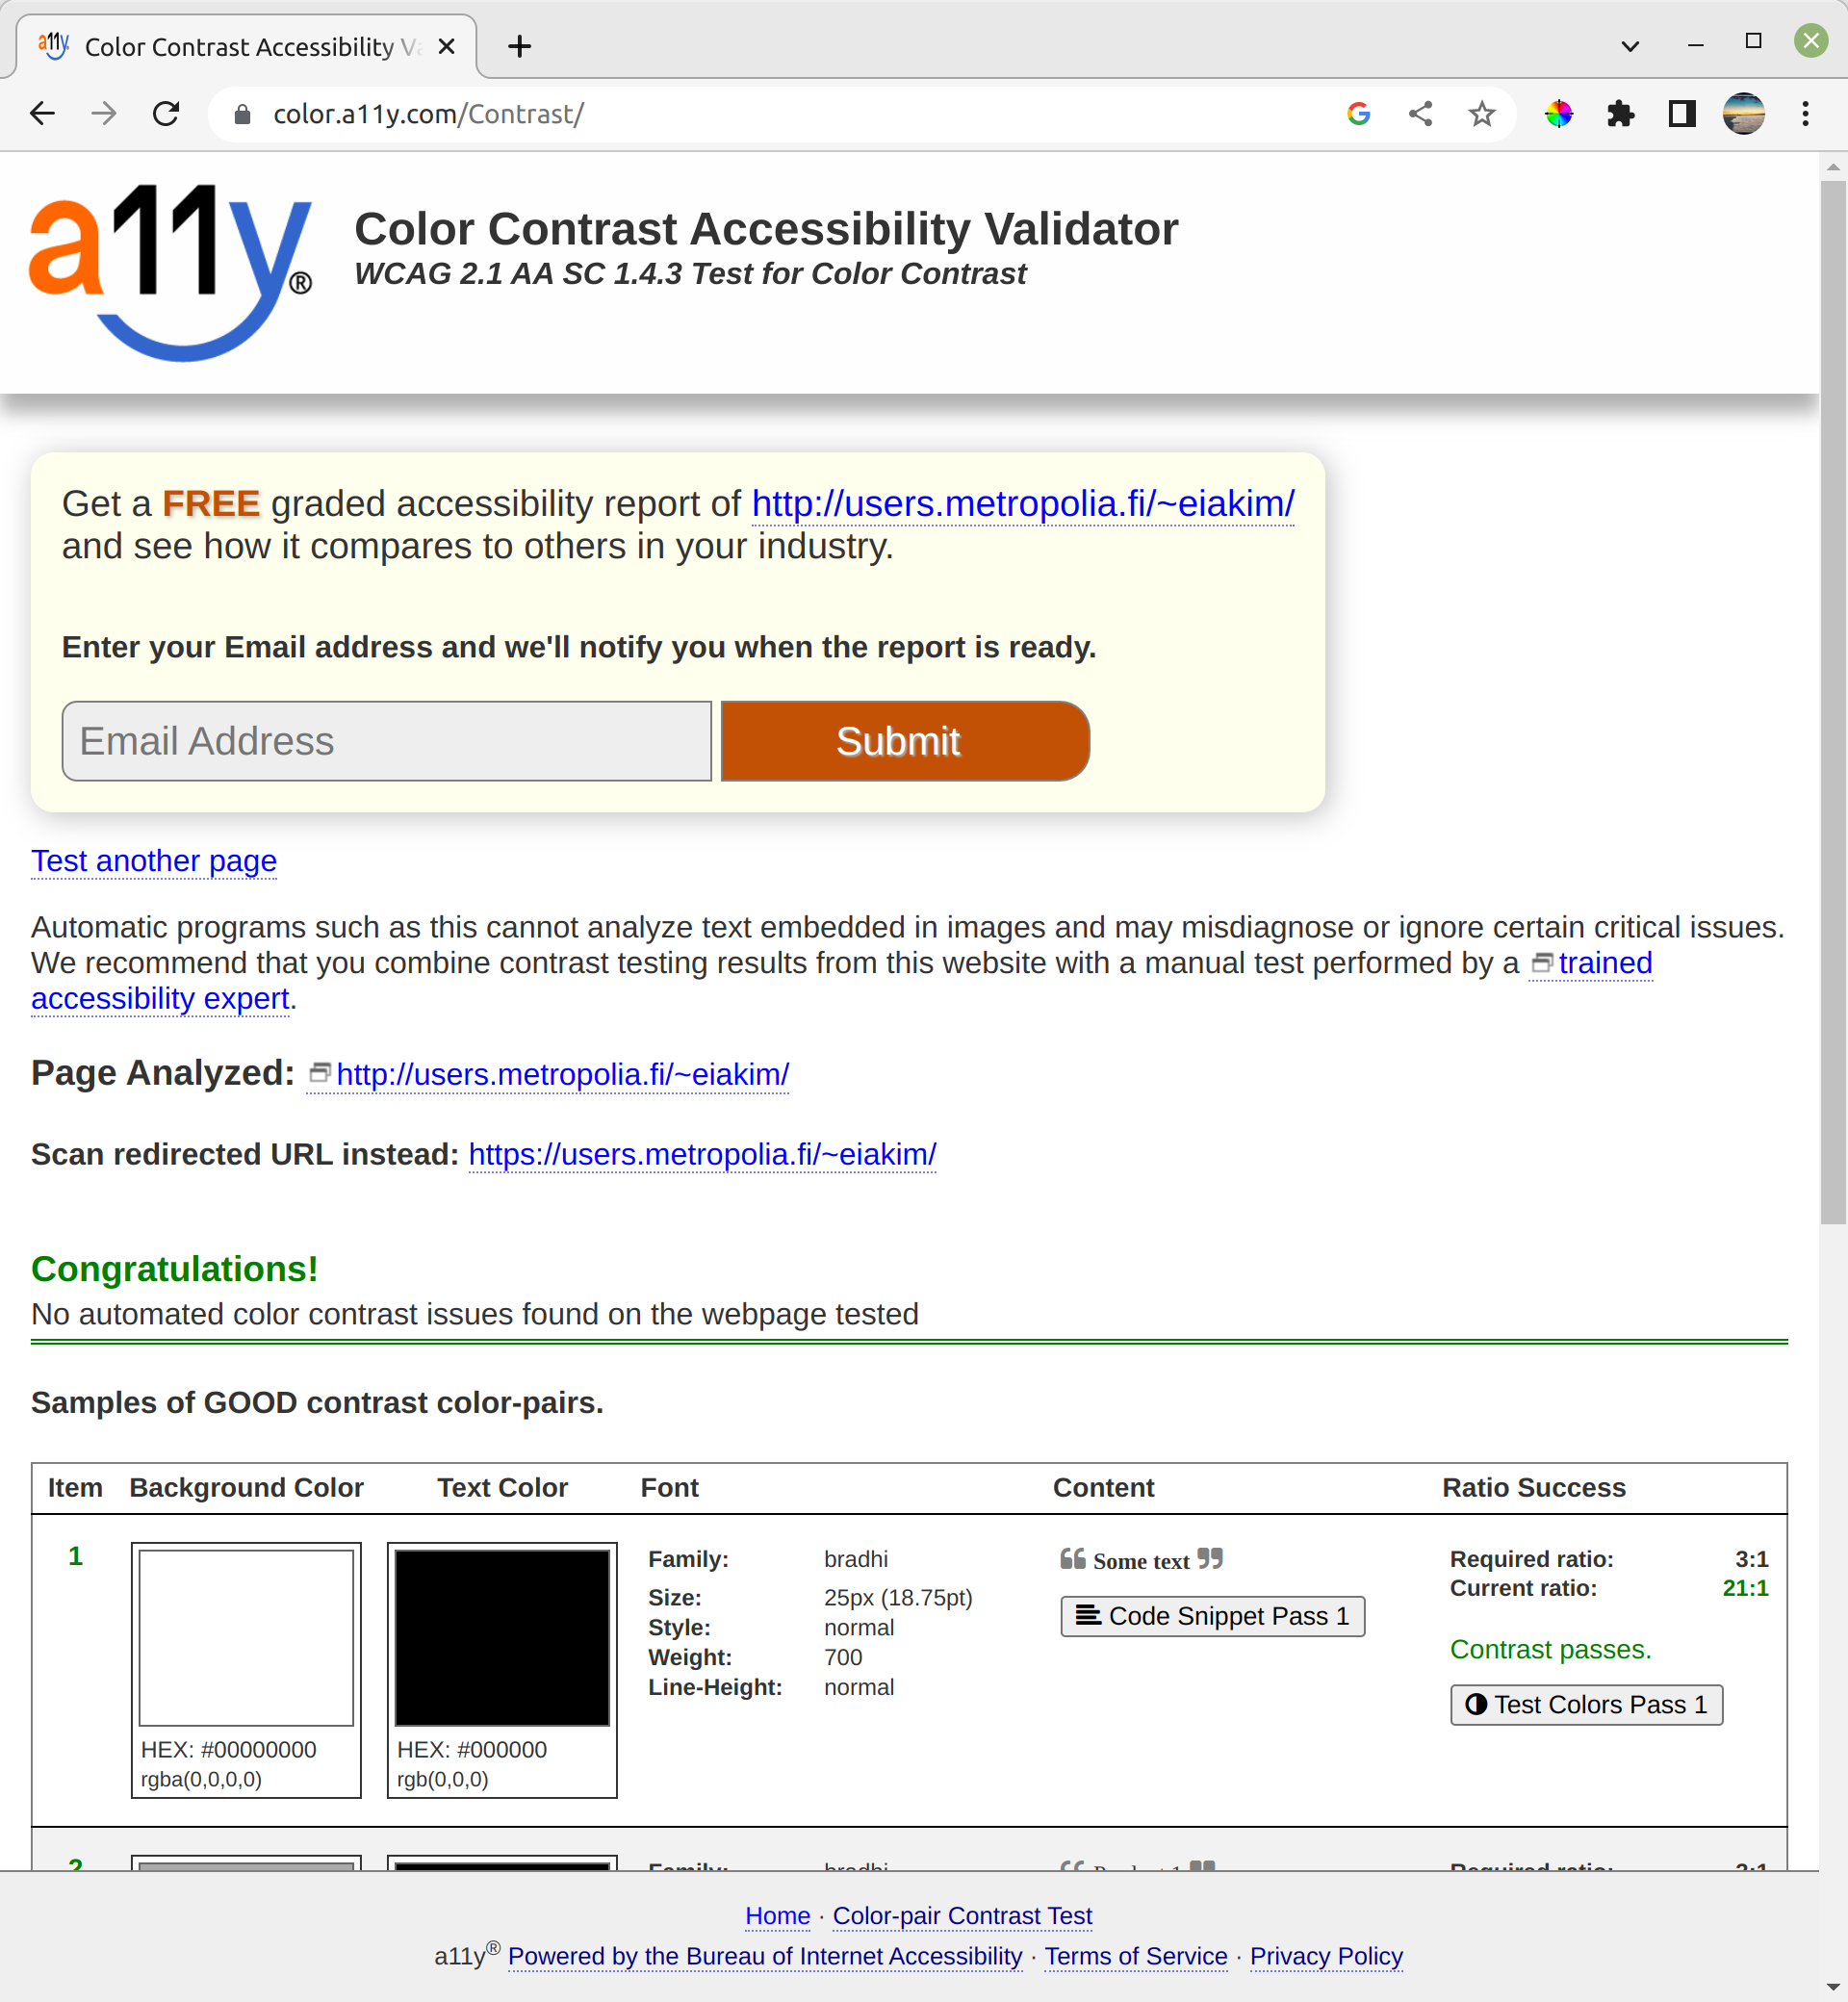 a11y Color Contrast Accessibility Va
color.a11y.com/Contrast/
a11y®
Color Contrast Accessibility Validator
WCAG 2.1 AA SC 1.4.3 Test for Color Contrast
Get a FREE graded accessibility report of http://users.metropolia.fi/~eiakim/
and see how it compares to others in your industry.
Enter your Email address and we'll notify you when the report is ready.
Email Address Submit
Test another page
Automatic programs such as this cannot analyze text embedded in images and may misdiagnose or ignore certain critical issues.
We recommend that you combine contrast testing results from this website with a manual test performed by a trained
accessibility expert.
Page Analyzed: http://users.metropolia.fi/~eiakim/
Scan redirected URL instead: https://users.metropolia.fi/~eiakim/
Congratulations!
No automated color contrast issues found on the webpage tested
Samples of GOOD contrast color-pairs.
Item Background Color Text Color Font Content Ratio Success
1 Family: bradhi ❝ Some text ❞ Required ratio: 3:1
Size: 25px (18.75pt) Current ratio: 21:1
Style: normal Code Snippet Pass 1
Weight: 700 Contrast passes.
Line-Height: normal Test Colors Pass 1
HEX: #00000000 HEX: #000000
rgba(0,0,0,0) rgb(0,0,0)
2 Family: bradhi Required ratio: 3:1
Home · Color-pair Contrast Test
a11y® Powered by the Bureau of Internet Accessibility · Terms of Service · Privacy Policy